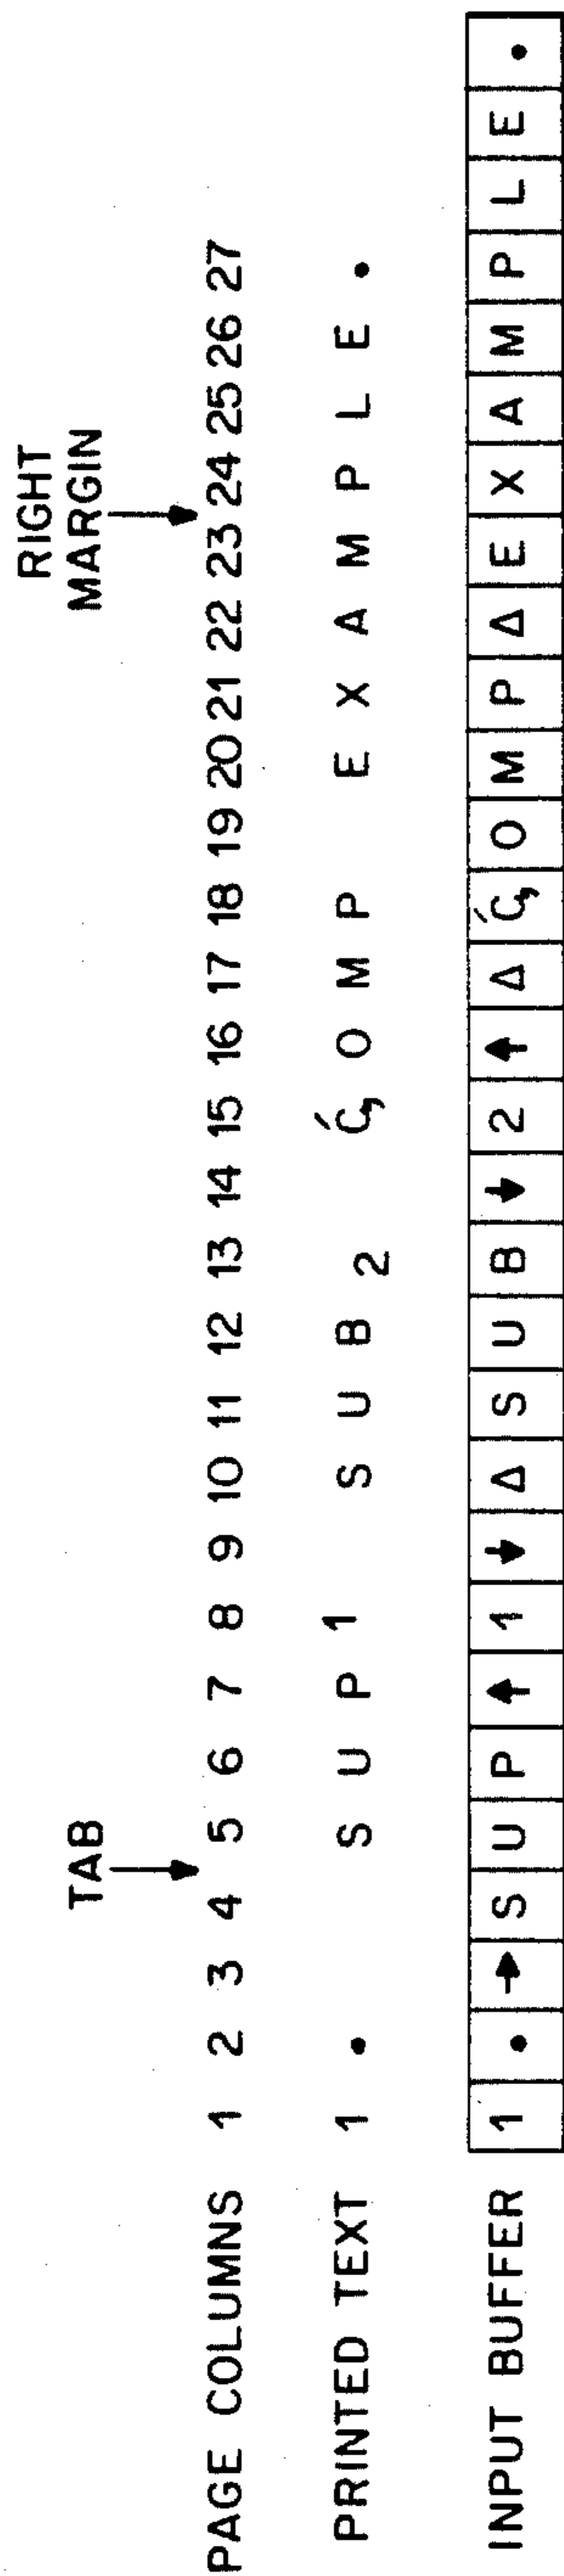 RIGHT
TAB MARGIN
PAGE COLUMNS 1 2 3 4 5 6 7 8 9 10 11 12 13 14 15 16 17 18 19 20 21 22 23 24 25 26 27
PRINTED TEXT 1 . S U P ¹ S U B ₂ Ḉ O M P E X A M P L E .
INPUT BUFFER 1 . → S U P ↑ 1 ↓ Δ S U B ↓ 2 ↑ Δ Ḉ O M P Δ E X A M P L E .